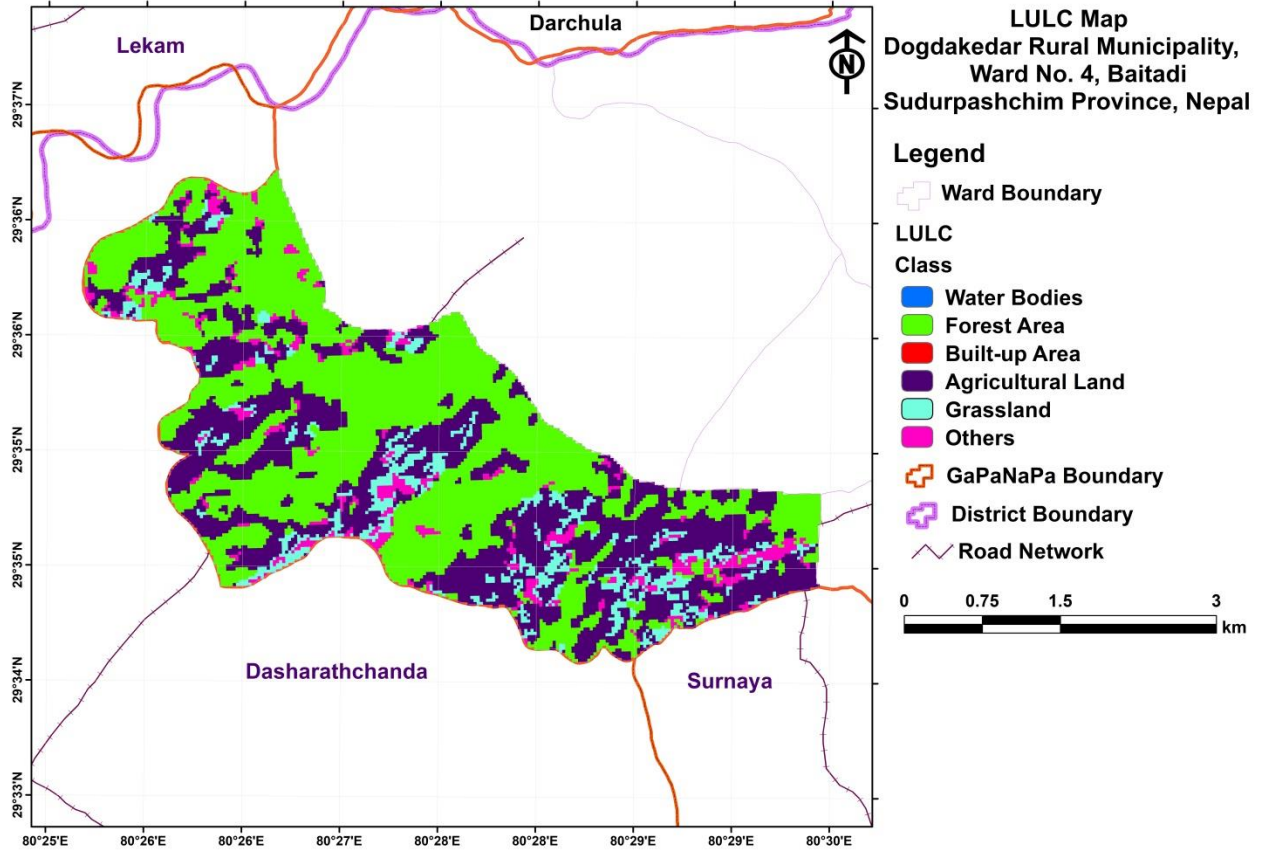 LULC Map
Dogdakedar Rural Municipality,
Ward No. 4, Baitadi
Sudurpashchim Province, Nepal
Darchula
Lekam
N
Dasharathchanda
Surnaya
29°37'N
29°36'N
29°36'N
29°35'N
29°35'N
29°34'N
29°33'N
80°25'E
80°26'E
80°26'E
80°27'E
80°28'E
80°28'E
80°29'E
80°29'E
80°30'E
Legend
Ward Boundary
LULC
Class
Water Bodies
Forest Area
Built-up Area
Agricultural Land
Grassland
Others
GaPaNaPa Boundary
District Boundary
Road Network
0 0.75 1.5 3
km